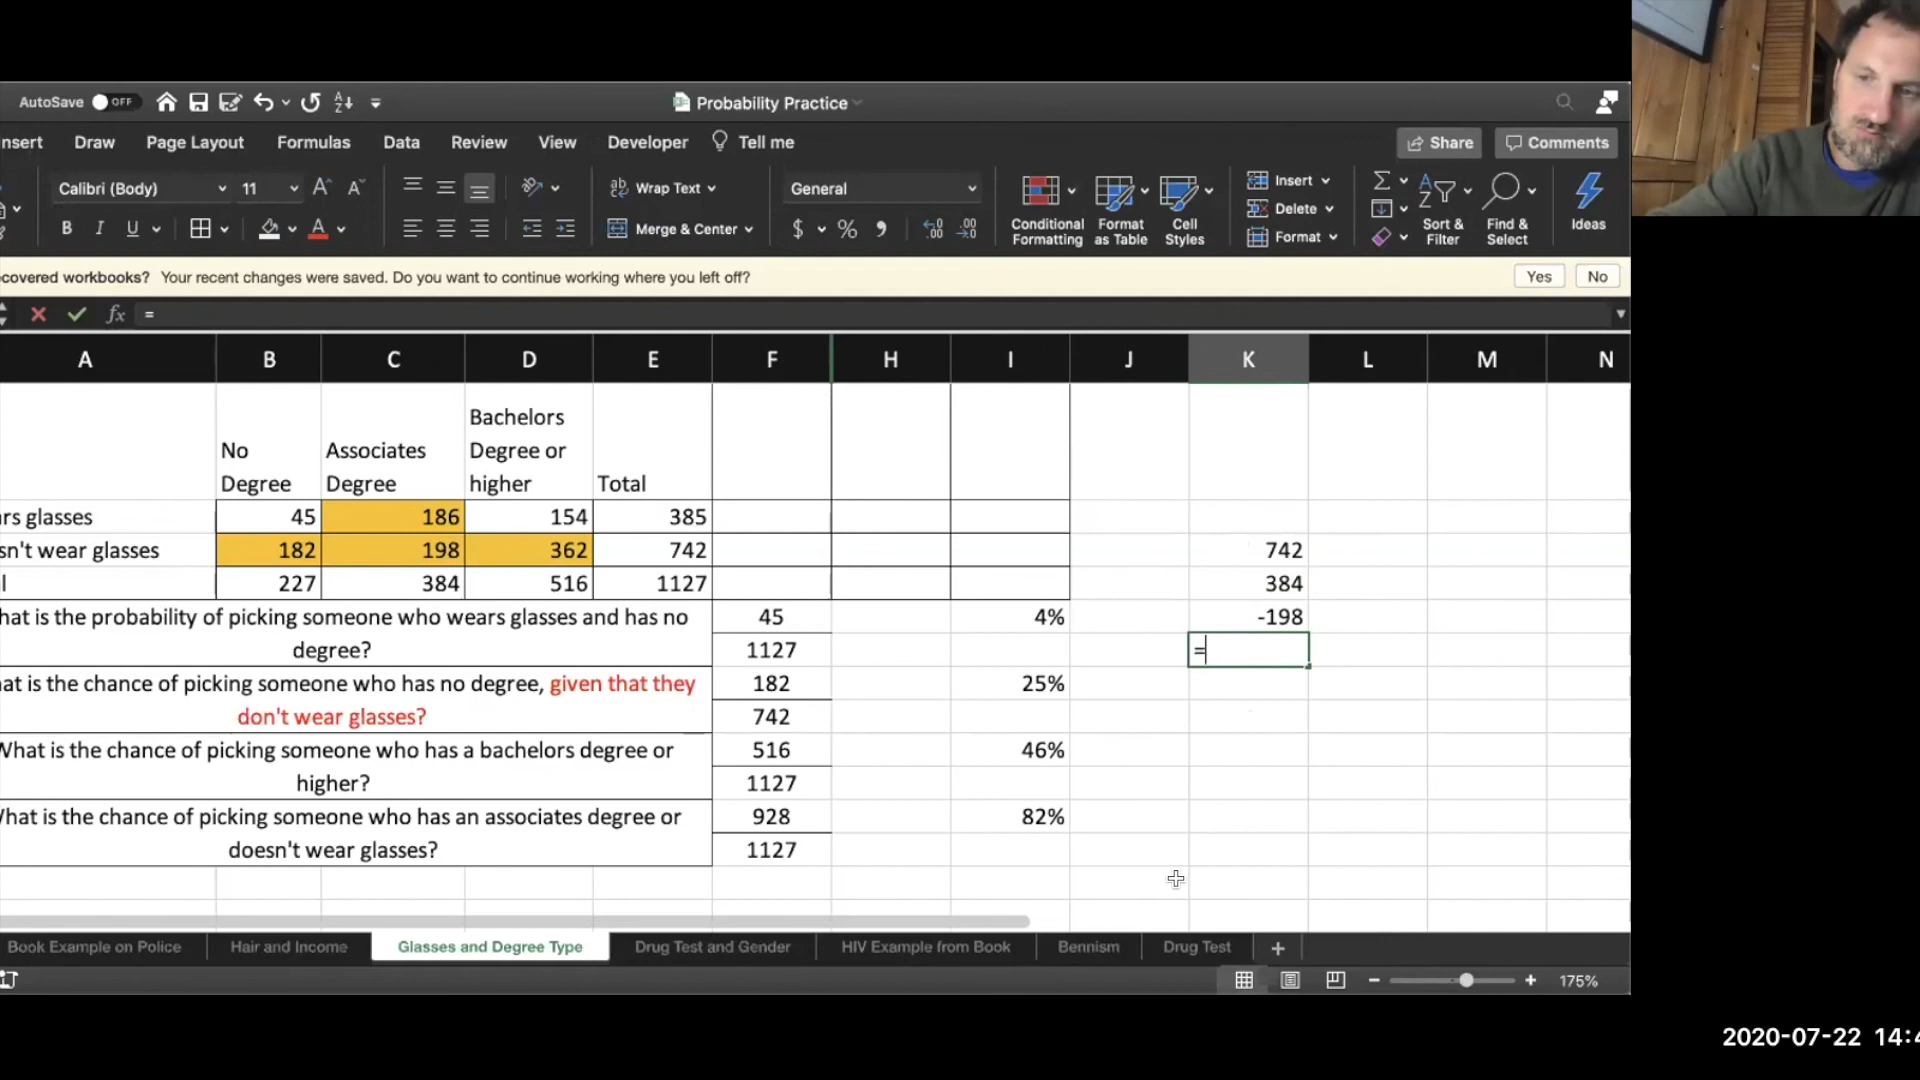 AutoSave OFF Probability Practice
nsert Draw Page Layout Formulas Data Review View Developer Tell me Share Comments
Calibri (Body) 11 A A Wrap Text General Insert
B I U A Merge & Center $ % Conditional Formatting Format as Table Cell Styles Delete Format Sort & Filter Find & Select Ideas
covered workbooks? Your recent changes were saved. Do you want to continue working where you left off? Yes No
fx =
A B C D E F H I J K L M N
No Degree Associates Degree Bachelors Degree or higher Total
rs glasses 45 186 154 385
sn't wear glasses 182 198 362 742 742
l 227 384 516 1127 384
hat is the probability of picking someone who wears glasses and has no 45 4% -198
degree? 1127 =
at is the chance of picking someone who has no degree, given that they 182 25%
don't wear glasses? 742
What is the chance of picking someone who has a bachelors degree or 516 46%
higher? 1127
hat is the chance of picking someone who has an associates degree or 928 82%
doesn't wear glasses? 1127
Book Example on Police Hair and Income Glasses and Degree Type Drug Test and Gender HIV Example from Book Bennism Drug Test +
175%
2020-07-22 14:4